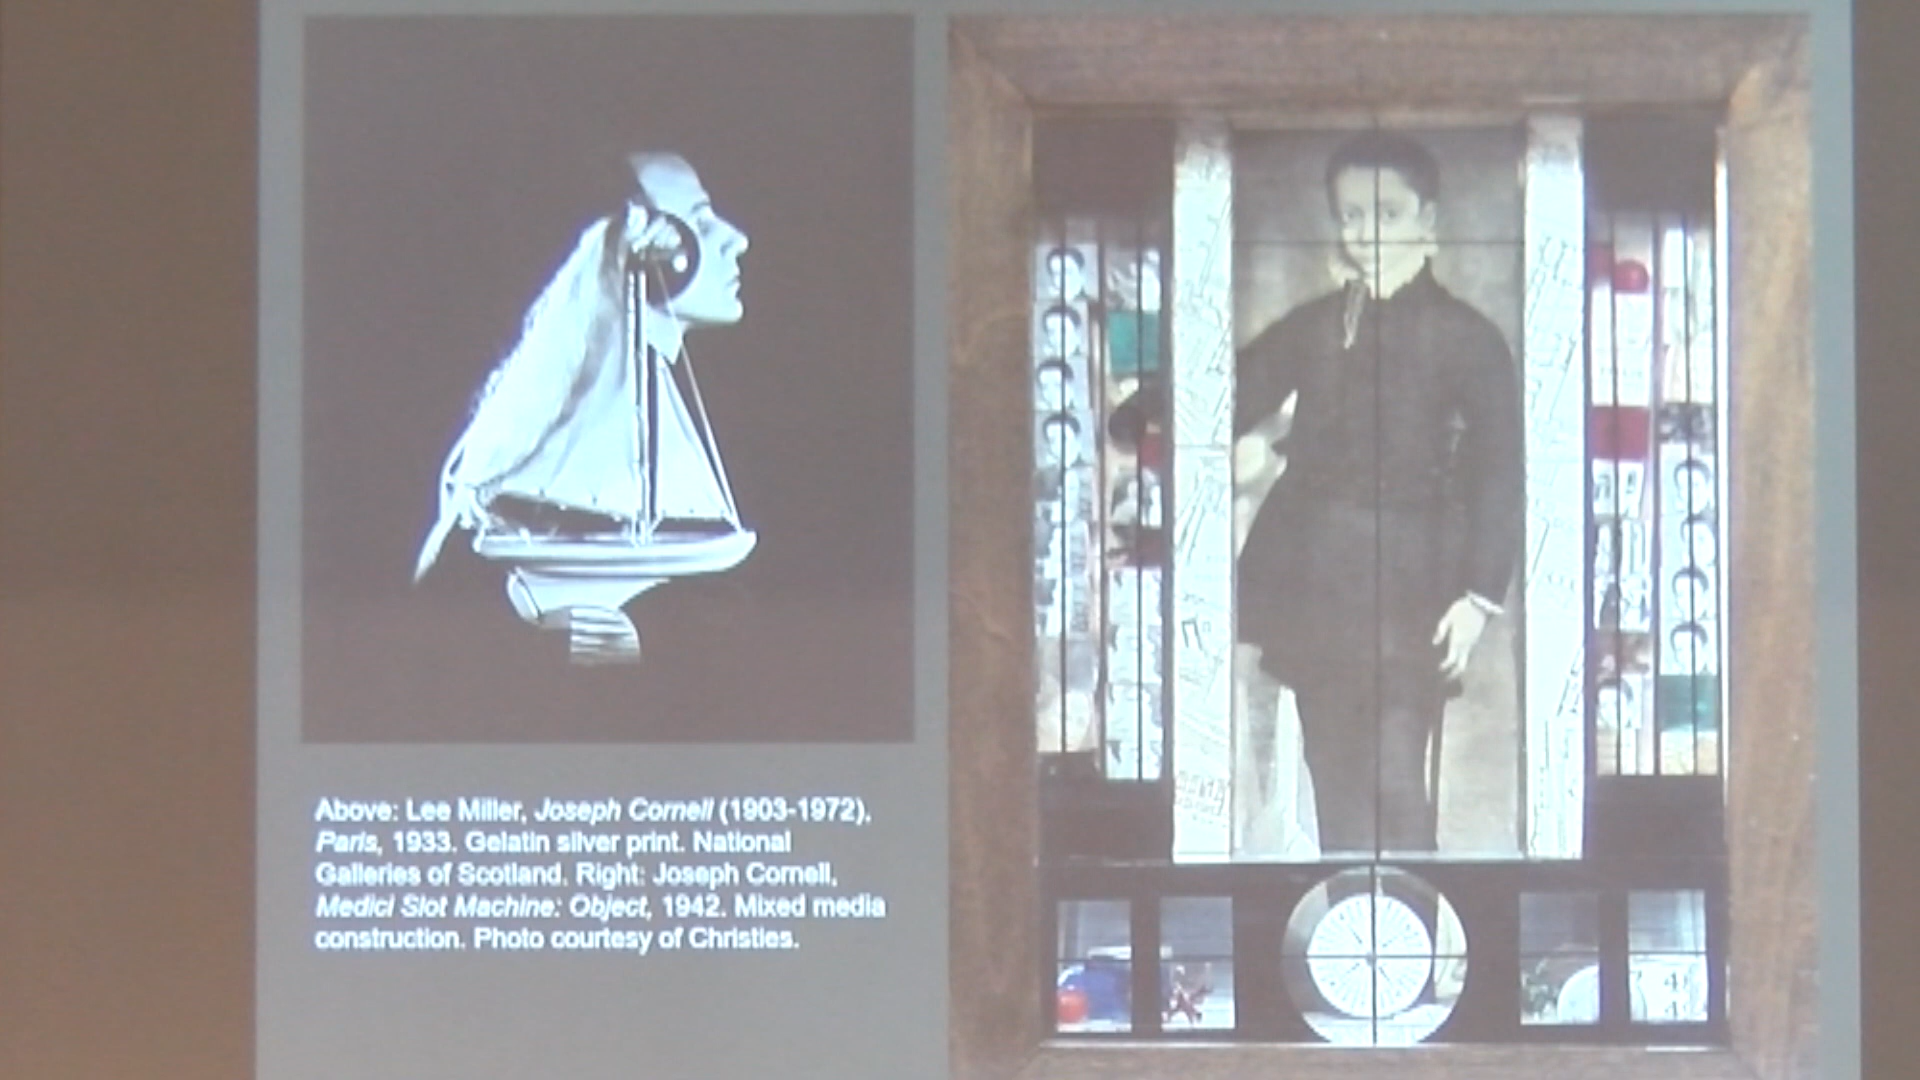 Above: Lee Miller, Joseph Cornell (1903-1972),
Paris, 1933. Gelatin silver print. National
Galleries of Scotland. Right: Joseph Cornell,
Medici Slot Machine: Object, 1942. Mixed media
construction. Photo courtesy of Christies.